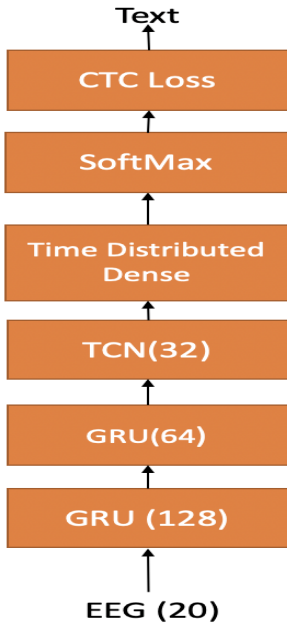 Text
CTC Loss
SoftMax
Time Distributed
Dense
TCN(32)
GRU(64)
GRU (128)
EEG (20)